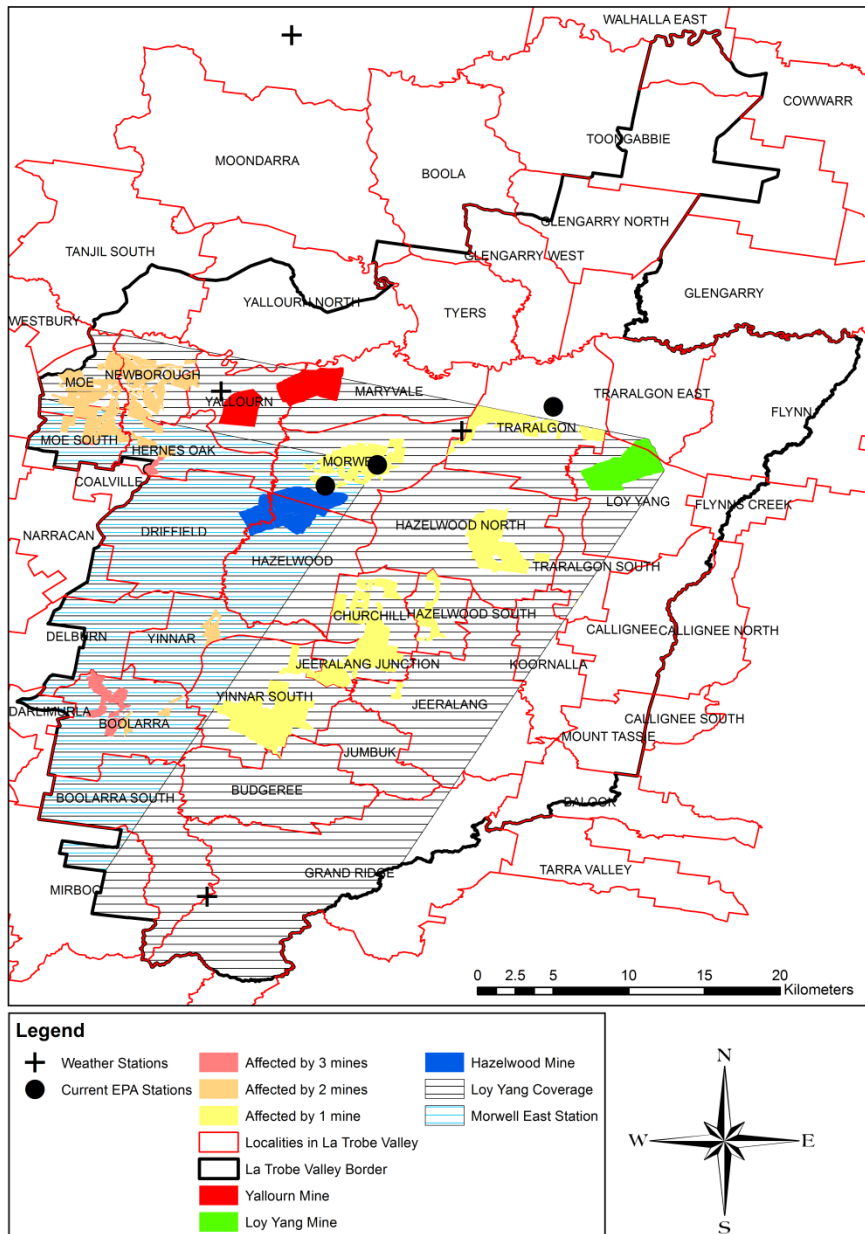 WALHALLA EAST
COWWARR
TOONGABBIE
MOONDARRA
BOOLA
GLENGARRY NORTH
TANJIL SOUTH
GLENGARRY WEST
GLENGARRY
YALLOURN NORTH
TYERS
WESTBURY
NEWBOROUGH
MOE
MARYVALE
TRARALGON EAST
YALLOURN
FLYNN
TRARALGON
MOE SOUTH
HERNES OAK
MORWE
COALVILLE
LOY YANG
FLYNNS CREEK
HAZELWOOD NORTH
DRIFFIELD
NARRACAN
HAZELWOOD
TRARALGON SOUTH
CHURCHILL
HAZELWOOD SOUTH
CALLIGNEE
CALLIGNEE NORTH
DELBURN
YINNAR
JEERALANG JUNCTION
KOORNALLA
YINNAR SOUTH
JEERALANG
DARLIMURLA
BOOLARRA
CALLIGNEE SOUTH
MOUNT TASSIE
JUMBUK
BUDGEREE
BOOLARRA SOUTH
BALOOK
GRAND RIDGE
TARRA VALLEY
MIRBOO
0 2.5 5 10 15 20
Kilometers
Legend
Weather Stations
Current EPA Stations
Affected by 3 mines
Affected by 2 mines
Affected by 1 mine
Localities in La Trobe Valley
La Trobe Valley Border
Yallourn Mine
Loy Yang Mine
Hazelwood Mine
Loy Yang Coverage
Morwell East Station
N
W E
S